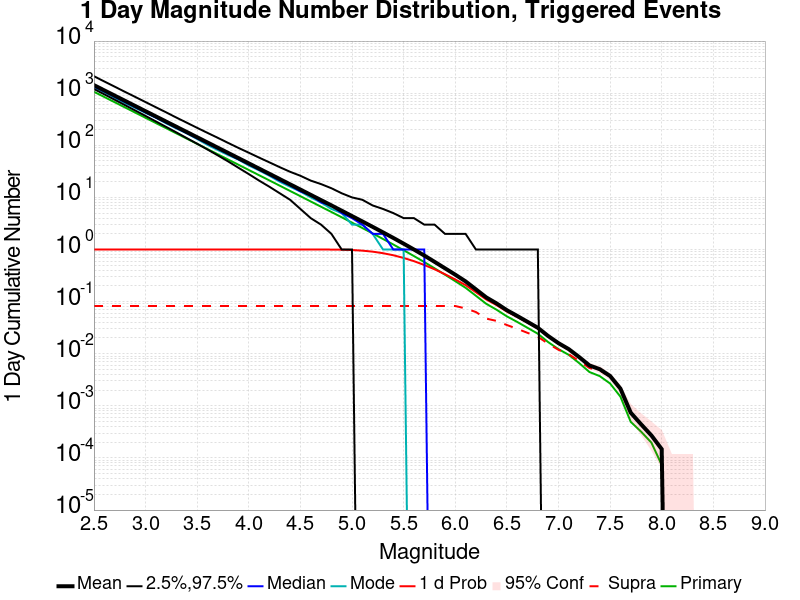 1 Day Magnitude Number Distribution, Triggered Events
10^4
10^3
10^2
10^1
10^0
10^-1
10^-2
10^-3
10^-4
10^-5
1 Day Cumulative Number
2.5 3.0 3.5 4.0 4.5 5.0 5.5 6.0 6.5 7.0 7.5 8.0 8.5 9.0
Magnitude
Mean 2.5%,97.5% Median Mode 1 d Prob 95% Conf Supra Primary